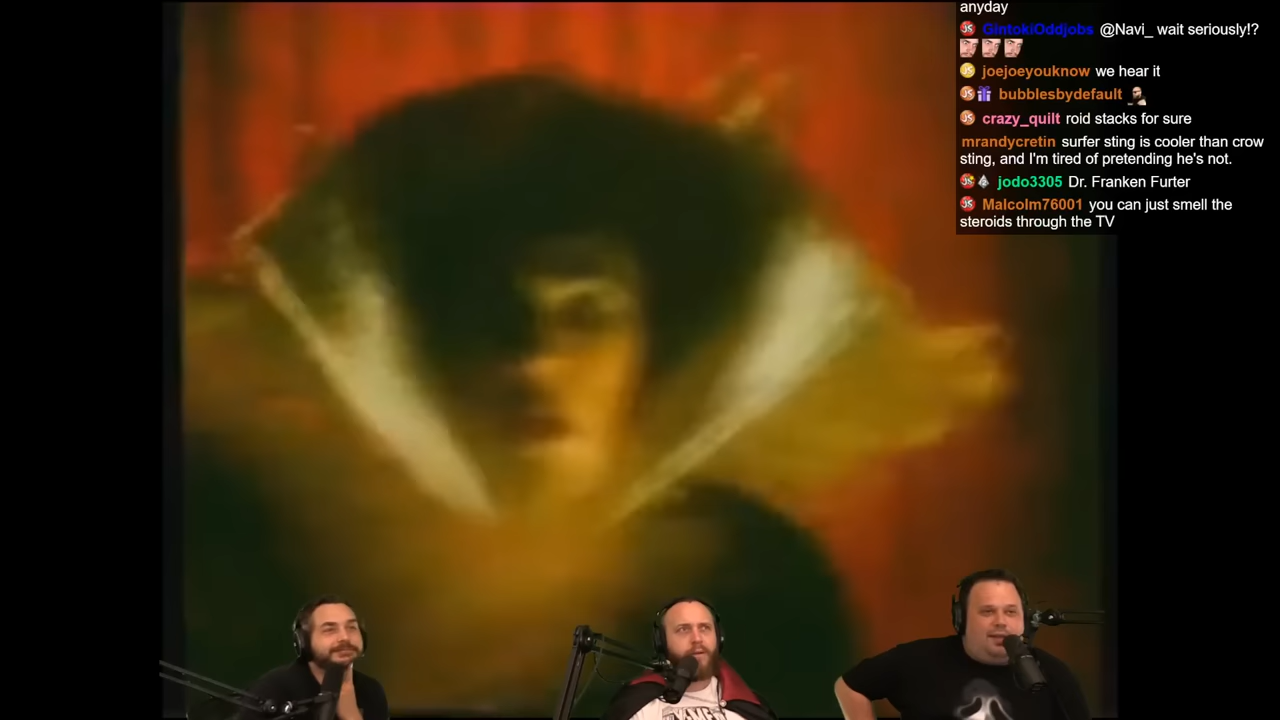 anyday
GintokiOddjobs @Navi_ wait seriously!?
joejoeyouknow we hear it
bubblesbydefault
crazy_quilt roid stacks for sure
mrandycretin surfer sting is cooler than crow
sting, and I'm tired of pretending he's not.
jodo3305 Dr. Franken Furter
Malcolm76001 you can just smell the
steroids through the TV